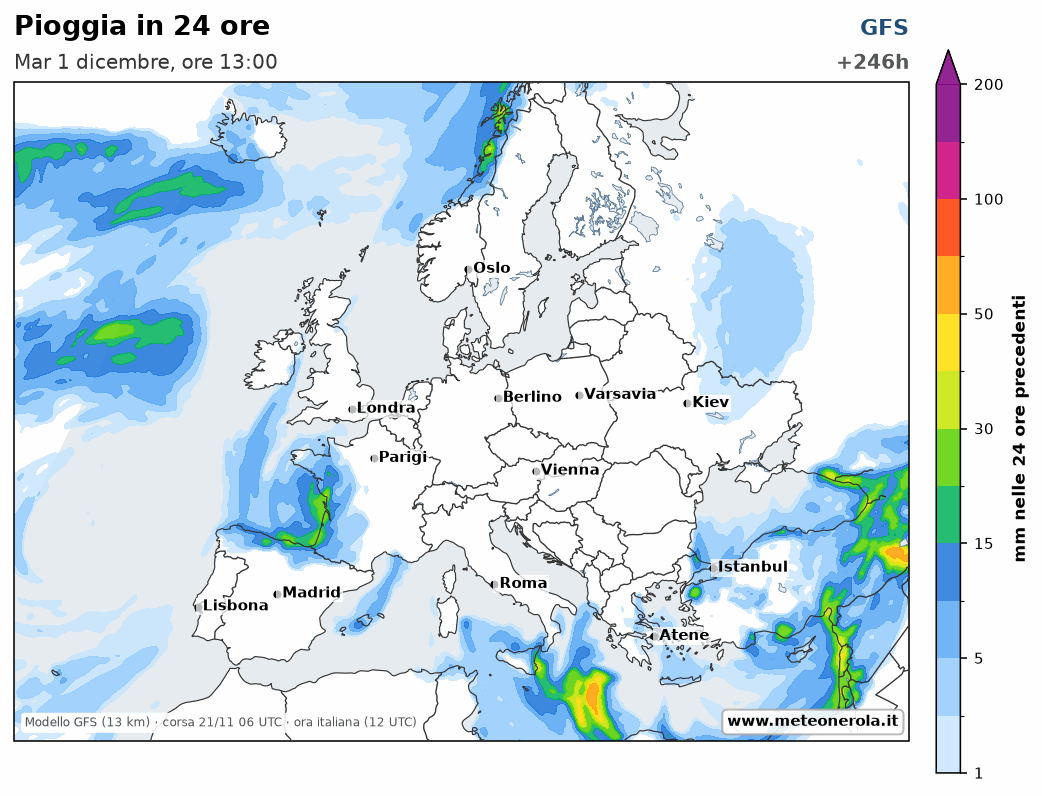 Pioggia in 24 ore
GFS
Mar 1 dicembre, ore 13:00
+246h
200
100
50
30
15
5
1
mm nelle 24 ore precedenti
Oslo
Londra
Berlino
Varsavia
Kiev
Parigi
Vienna
Istanbul
Roma
Madrid
Lisbona
Atene
Modello GFS (13 km) · corsa 21/11 06 UTC · ora italiana (12 UTC)
www.meteonerola.it